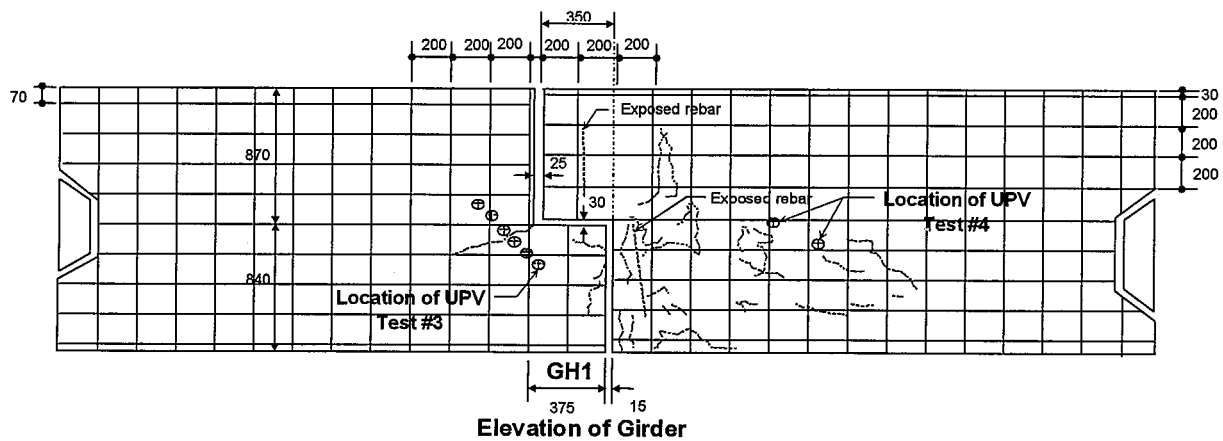 350
200 200 200 200 200 200
70
30
Exposed rebar
200
870
25
200
200
30
Exposed rebar
Location of UPV
Test #4
840
Location of UPV
Test #3
GH1
375
15
Elevation of Girder